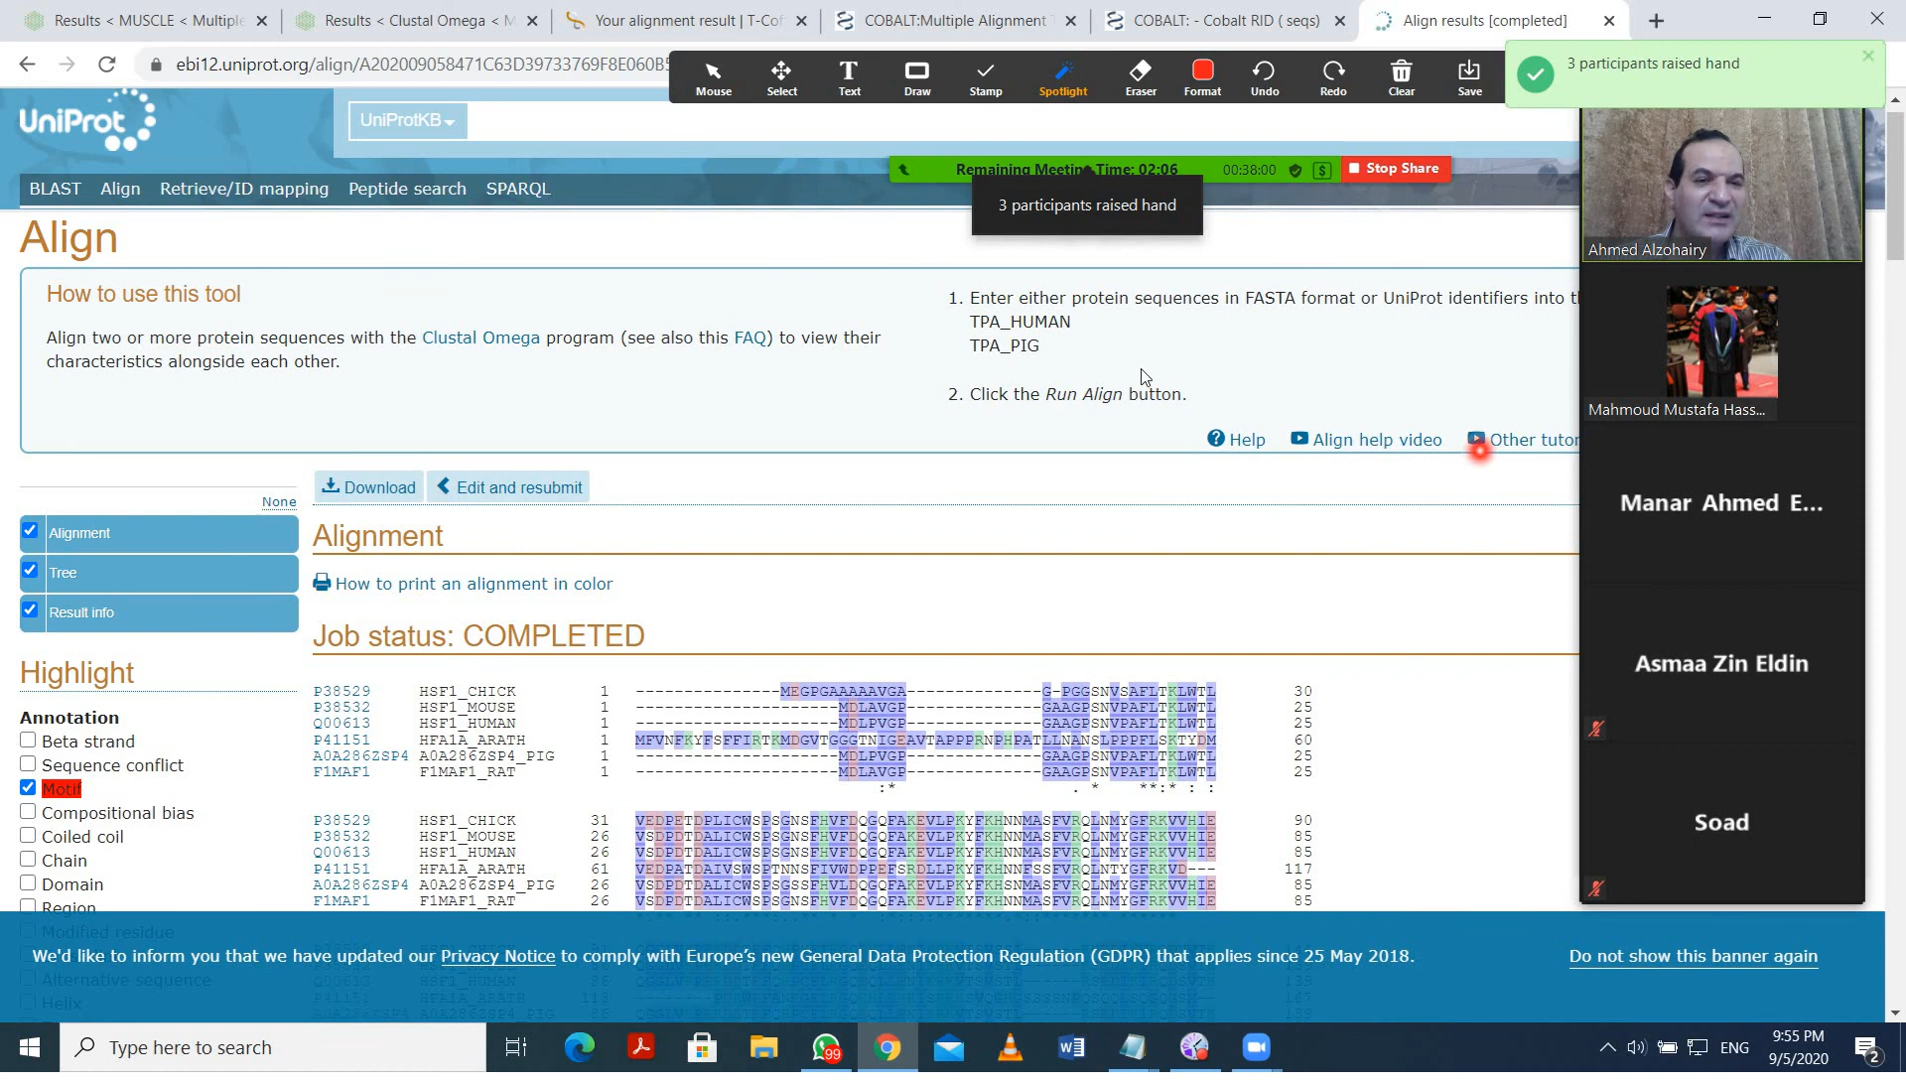 Results < MUSCLE < Multiple
Results < Clustal Omega < M
Your alignment result | T-Cof
COBALT:Multiple Alignment T
COBALT: - Cobalt RID ( seqs)
Align results [completed]
ebi12.uniprot.org/align/A202009058471C63D39733769F8E060B5
Mouse
Select
Text
Draw
Stamp
Spotlight
Eraser
Format
Undo
Redo
Clear
Save
3 participants raised hand
UniProt
UniProtKB
Remaining Meeting Time: 02:06
00:38:00
Stop Share
3 participants raised hand
BLAST Align Retrieve/ID mapping Peptide search SPARQL
Align
How to use this tool
Align two or more protein sequences with the Clustal Omega program (see also this FAQ) to view their
characteristics alongside each other.
1. Enter either protein sequences in FASTA format or UniProt identifiers into th
TPA_HUMAN
TPA_PIG
2. Click the Run Align button.
Help Align help video Other tutor
Ahmed Alzohairy
Mahmoud Mustafa Hass...
Manar Ahmed E...
Asmaa Zin Eldin
Soad
None
Alignment
Tree
Result info
Highlight
Annotation
Beta strand
Sequence conflict
Motif
Compositional bias
Coiled coil
Chain
Domain
Region
Modified residue
Alternative sequence
Helix
Download Edit and resubmit
Alignment
How to print an alignment in color
Job status: COMPLETED
P38529 HSF1_CHICK 1 ---------------MEGPGAAAAAVGA--------------G-PGGSNVSAFLTKLWTL 30
P38532 HSF1_MOUSE 1 ---------------------MDLAVGP--------------GAAGPSNVPAFLTKLWTL 25
Q00613 HSF1_HUMAN 1 ---------------------MDLPVGP--------------GAAGPSNVPAFLTKLWTL 25
P41151 HFA1A_ARATH 1 MFVNFKYFSFFIRTKMDGVTGGGTNIGEAVTAPPPRNPHPATLLNANSLPPPFLSKTYDM 60
A0A286ZSP4 A0A286ZSP4_PIG 1 ---------------------MDLAVGP--------------GAAGPSNVPAFLTKLWTL 25
F1MAF1 F1MAF1_RAT 1 ---------------------MDLAVGP--------------GAAGPSNVPAFLTKLWTL 25
:* . * **:* : :
P38529 HSF1_CHICK 31 VEDPETDPLICWSPSGNSFHVFDQGQFAKEVLPKYFKHNNMASFVRQLNMYGFRKVVHIE 90
P38532 HSF1_MOUSE 26 VSDPDTDALICWSPSGNSFHVFDQGQFAKEVLPKYFKHNNMASFVRQLNMYGFRKVVHIE 85
Q00613 HSF1_HUMAN 26 VSDPDTDALICWSPSGNSFHVFDQGQFAKEVLPKYFKHNNMASFVRQLNMYGFRKVVHIE 85
P41151 HFA1A_ARATH 61 VEDPATDAIVSWSPTNNSFIVWDPPEFSRDLLPKYFKHNNFSSFVRQLNTYGFRKVD--- 117
A0A286ZSP4 A0A286ZSP4_PIG 26 VSDPDTDALICWSPSGSSFHVLDQGQFAKEVLPKYFKHNNMASFVRQLNMYGFRKVVHIE 85
F1MAF1 F1MAF1_RAT 26 VSDPDTDALICWSPSGNSFHVFDQGQFAKEVLPKYFKHNNMASFVRQLNMYGFRKVVHIE 85
We'd like to inform you that we have updated our Privacy Notice to comply with Europe's new General Data Protection Regulation (GDPR) that applies since 25 May 2018.
Do not show this banner again
Type here to search
99
ENG
9:55 PM
9/5/2020
2